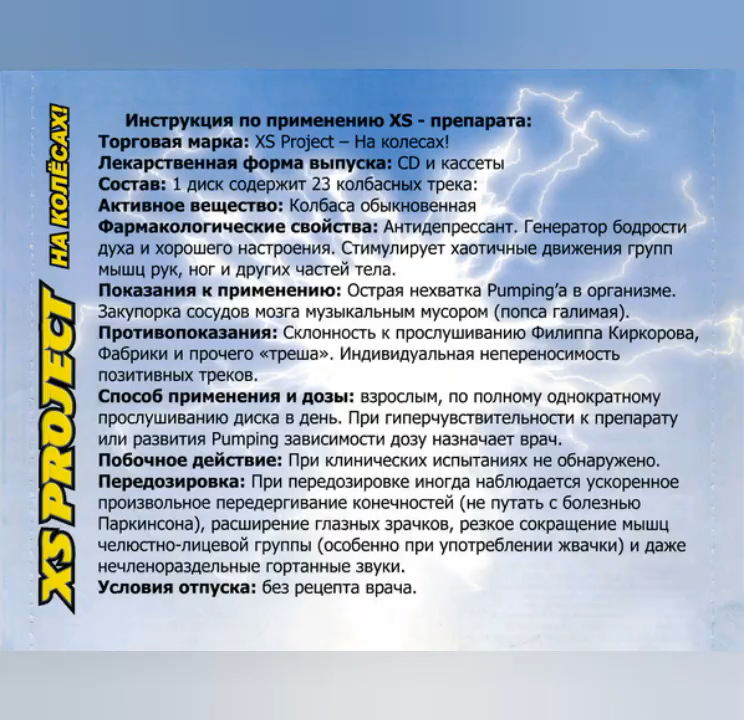 Инструкция по применению XS - препарата:
Торговая марка: XS Project – На колесах!
Лекарственная форма выпуска: CD и кассеты
Состав: 1 диск содержит 23 колбасных трека:
Активное вещество: Колбаса обыкновенная
Фармакологические свойства: Антидепрессант. Генератор бодрости
духа и хорошего настроения. Стимулирует хаотичные движения групп
мышц рук, ног и других частей тела.
Показания к применению: Острая нехватка Pumping’a в организме.
Закупорка сосудов мозга музыкальным мусором (попса галимая).
Противопоказания: Склонность к прослушиванию Филиппа Киркорова,
Фабрики и прочего «треша». Индивидуальная непереносимость
позитивных треков.
Способ применения и дозы: взрослым, по полному однократному
прослушиванию диска в день. При гиперчувствительности к препарату
или развития Pumping зависимости дозу назначает врач.
Побочное действие: При клинических испытаниях не обнаружено.
Передозировка: При передозировке иногда наблюдается ускоренное
произвольное передергивание конечностей (не путать с болезнью
Паркинсона), расширение глазных зрачков, резкое сокращение мышц
челюстно-лицевой группы (особенно при употреблении жвачки) и даже
нечленораздельные гортанные звуки.
Условия отпуска: без рецепта врача.
XS PROJECT НА КОЛЁСАХ!